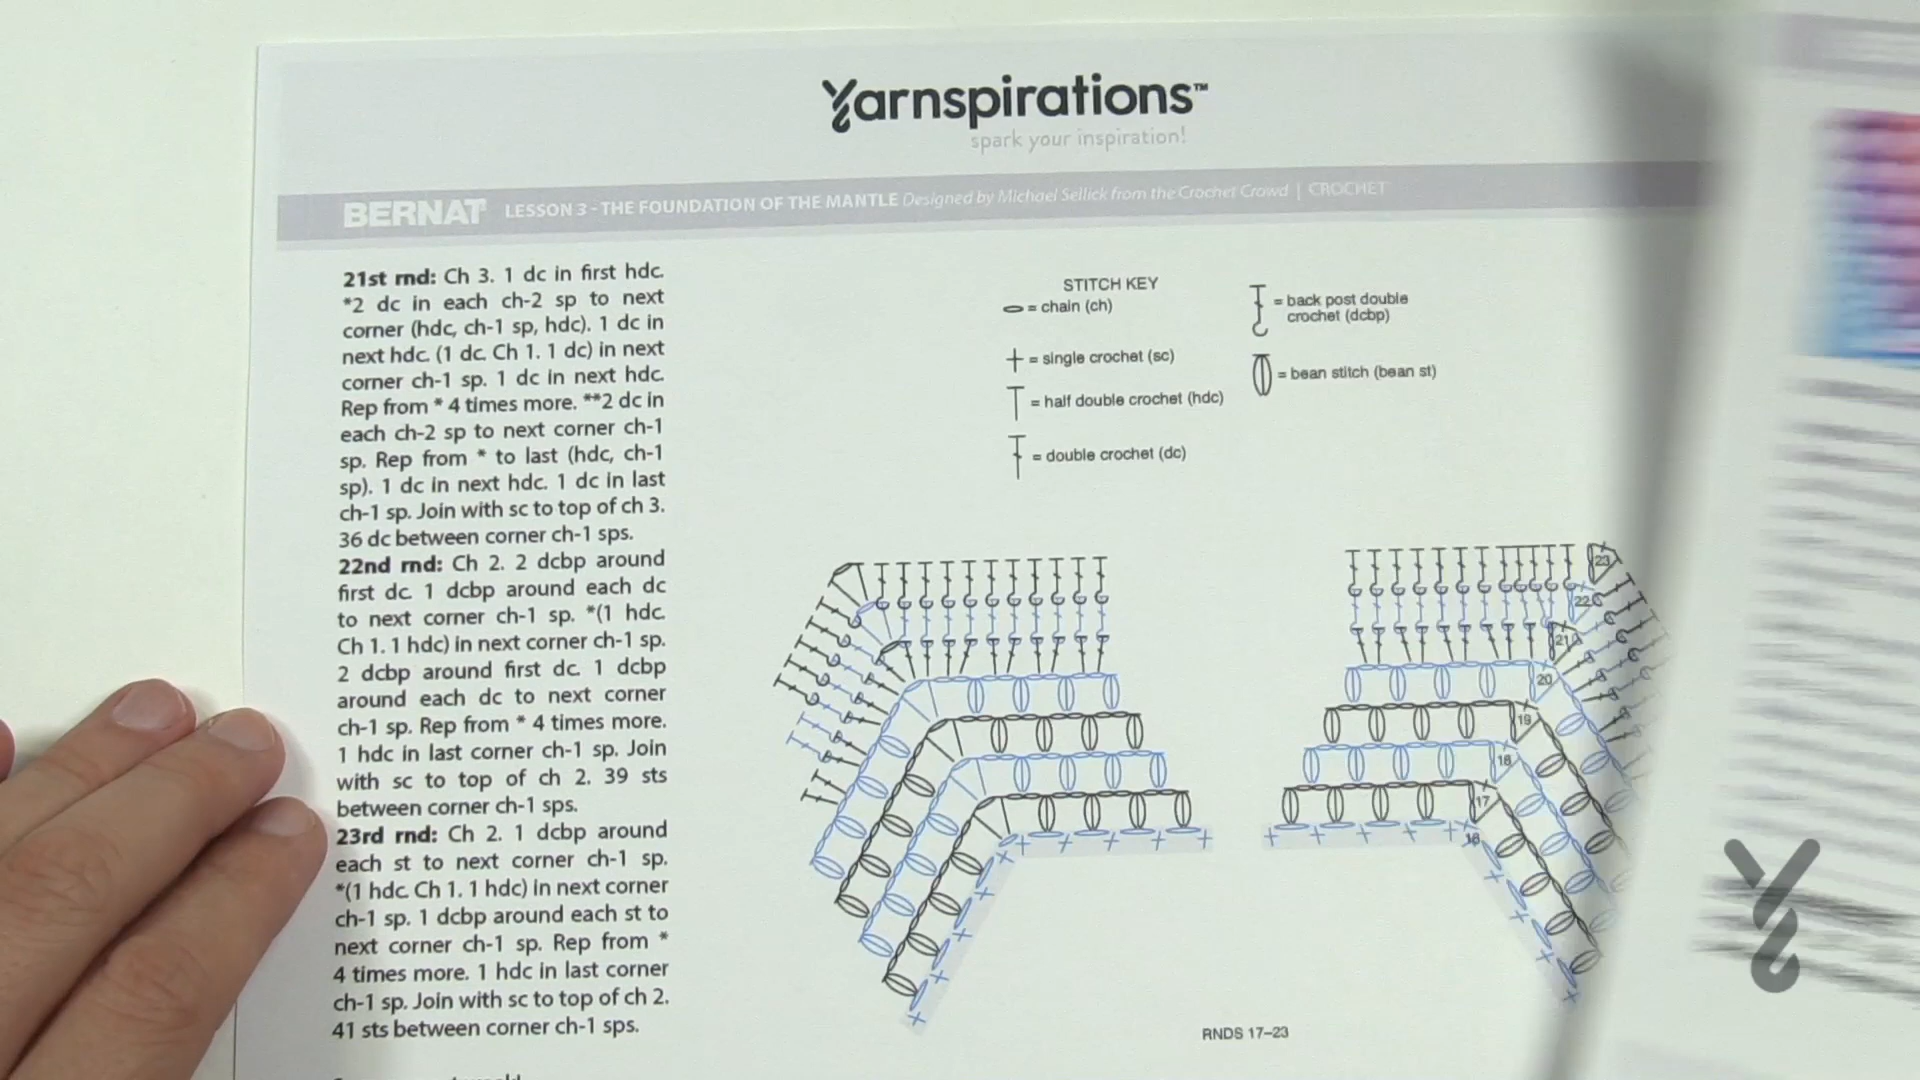 Yarnspirations™
spark your inspiration!
BERNAT LESSON 3 - THE FOUNDATION OF THE MANTLE Designed by Michael Sellick from the Crochet Crowd | CROCHET
21st rnd: Ch 3. 1 dc in first hdc.
*2 dc in each ch-2 sp to next
corner (hdc, ch-1 sp, hdc). 1 dc in
next hdc. (1 dc. Ch 1. 1 dc) in next
corner ch-1 sp. 1 dc in next hdc.
Rep from * 4 times more. **2 dc in
each ch-2 sp to next corner ch-1
sp. Rep from * to last (hdc, ch-1
sp). 1 dc in next hdc. 1 dc in last
ch-1 sp. Join with sc to top of ch 3.
36 dc between corner ch-1 sps.
22nd rnd: Ch 2. 2 dcbp around
first dc. 1 dcbp around each dc
to next corner ch-1 sp. *(1 hdc.
Ch 1. 1 hdc) in next corner ch-1 sp.
2 dcbp around first dc. 1 dcbp
around each dc to next corner
ch-1 sp. Rep from * 4 times more.
1 hdc in last corner ch-1 sp. Join
with sc to top of ch 2. 39 sts
between corner ch-1 sps.
23rd rnd: Ch 2. 1 dcbp around
each st to next corner ch-1 sp.
*(1 hdc. Ch 1. 1 hdc) in next corner
ch-1 sp. 1 dcbp around each st to
next corner ch-1 sp. Rep from *
4 times more. 1 hdc in last corner
ch-1 sp. Join with sc to top of ch 2.
41 sts between corner ch-1 sps.
STITCH KEY
= chain (ch)
= single crochet (sc)
= half double crochet (hdc)
= double crochet (dc)
= back post double
crochet (dcbp)
= bean stitch (bean st)
23
22
21
20
19
18
17
16
RNDS 17–23